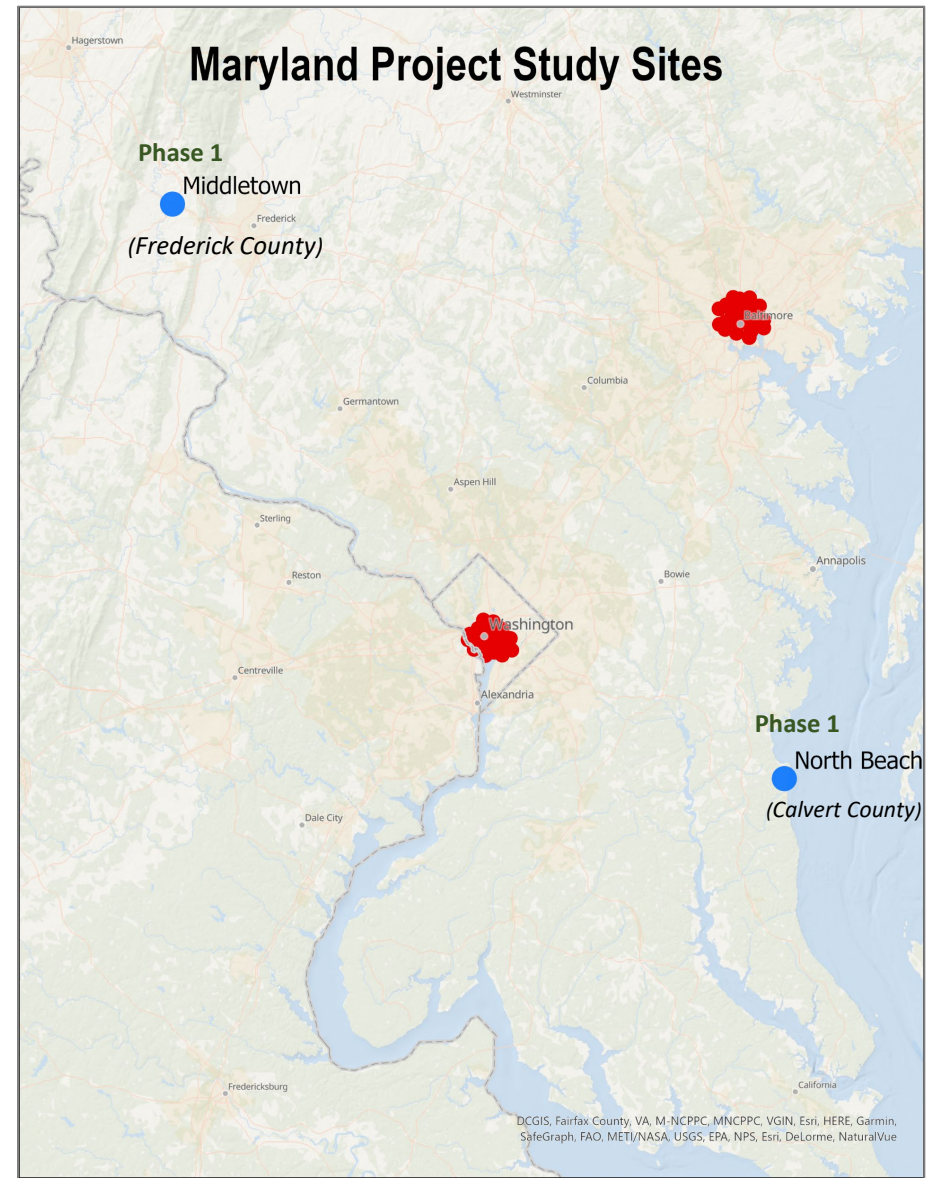 Hagerstown
Maryland Project Study Sites
Westminster
Phase 1
Middletown
Frederick
(Frederick County)
Baltimore
Columbia
Germantown
Aspen Hill
Sterling
Annapolis
Reston
Bowie
Washington
Centreville
Alexandria
Phase 1
North Beach
(Calvert County)
Dale City
Fredericksburg
California
DCGIS, Fairfax County, VA, M-NCPPC, MNCPPC, VGIN, Esri, HERE, Garmin,
SafeGraph, FAO, METI/NASA, USGS, EPA, NPS, Esri, DeLorme, NaturalVue